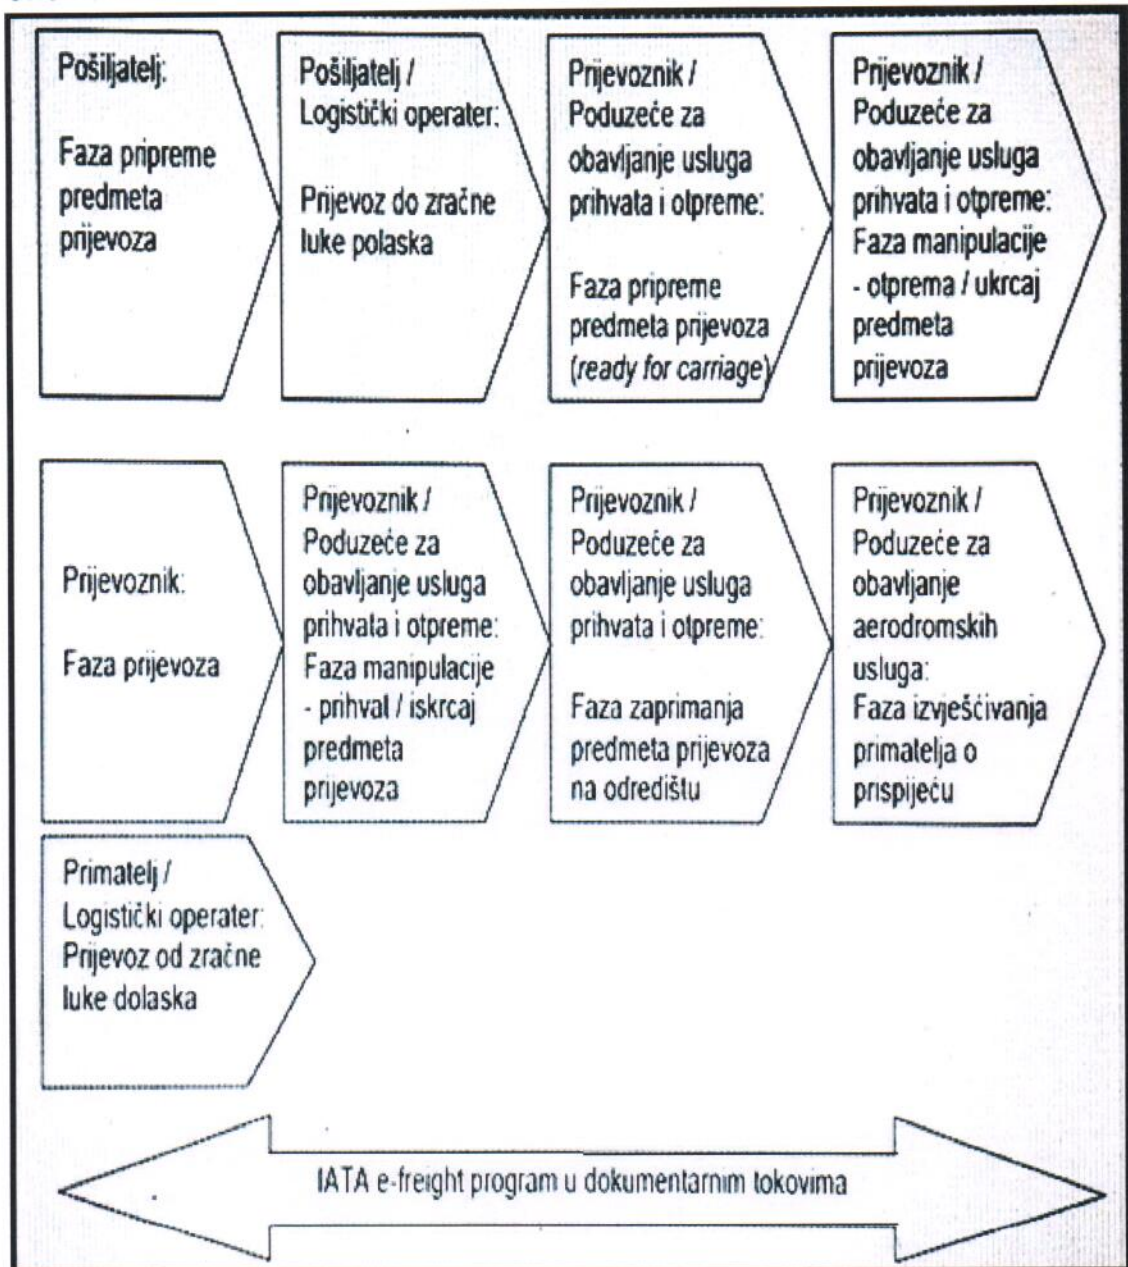 Pošiljatelj:
Faza pripreme
predmeta
prijevoza
Pošiljatelj /
Logistički operater:
Prijevoz do zračne
luke polaska
Prijevoznik /
Poduzeće za
obavljanje usluga
prihvata i otpreme:
Faza pripreme
predmeta prijevoza
(ready for carriage)
Prijevoznik /
Poduzeće za
obavljanje usluga
prihvata i otpreme:
Faza manipulacije
- otprema / ukrcaj
predmeta
prijevoza
Prijevoznik:
Faza prijevoza
Prijevoznik /
Poduzeće za
obavljanje usluga
prihvata i otpreme:
Faza manipulacije
- prihvat / iskrcaj
predmeta
prijevoza
Prijevoznik /
Poduzeće za
obavljanje usluga
prihvata i otpreme:
Faza zaprimanja
predmeta prijevoza
na odredištu
Prijevoznik /
Poduzeće za
obavljanje
aerodromskih
usluga:
Faza izvješćivanja
primatelja o
prispijeću
Primatelj /
Logistički operater:
Prijevoz od zračne
luke dolaska
IATA e-freight program u dokumentarnim tokovima